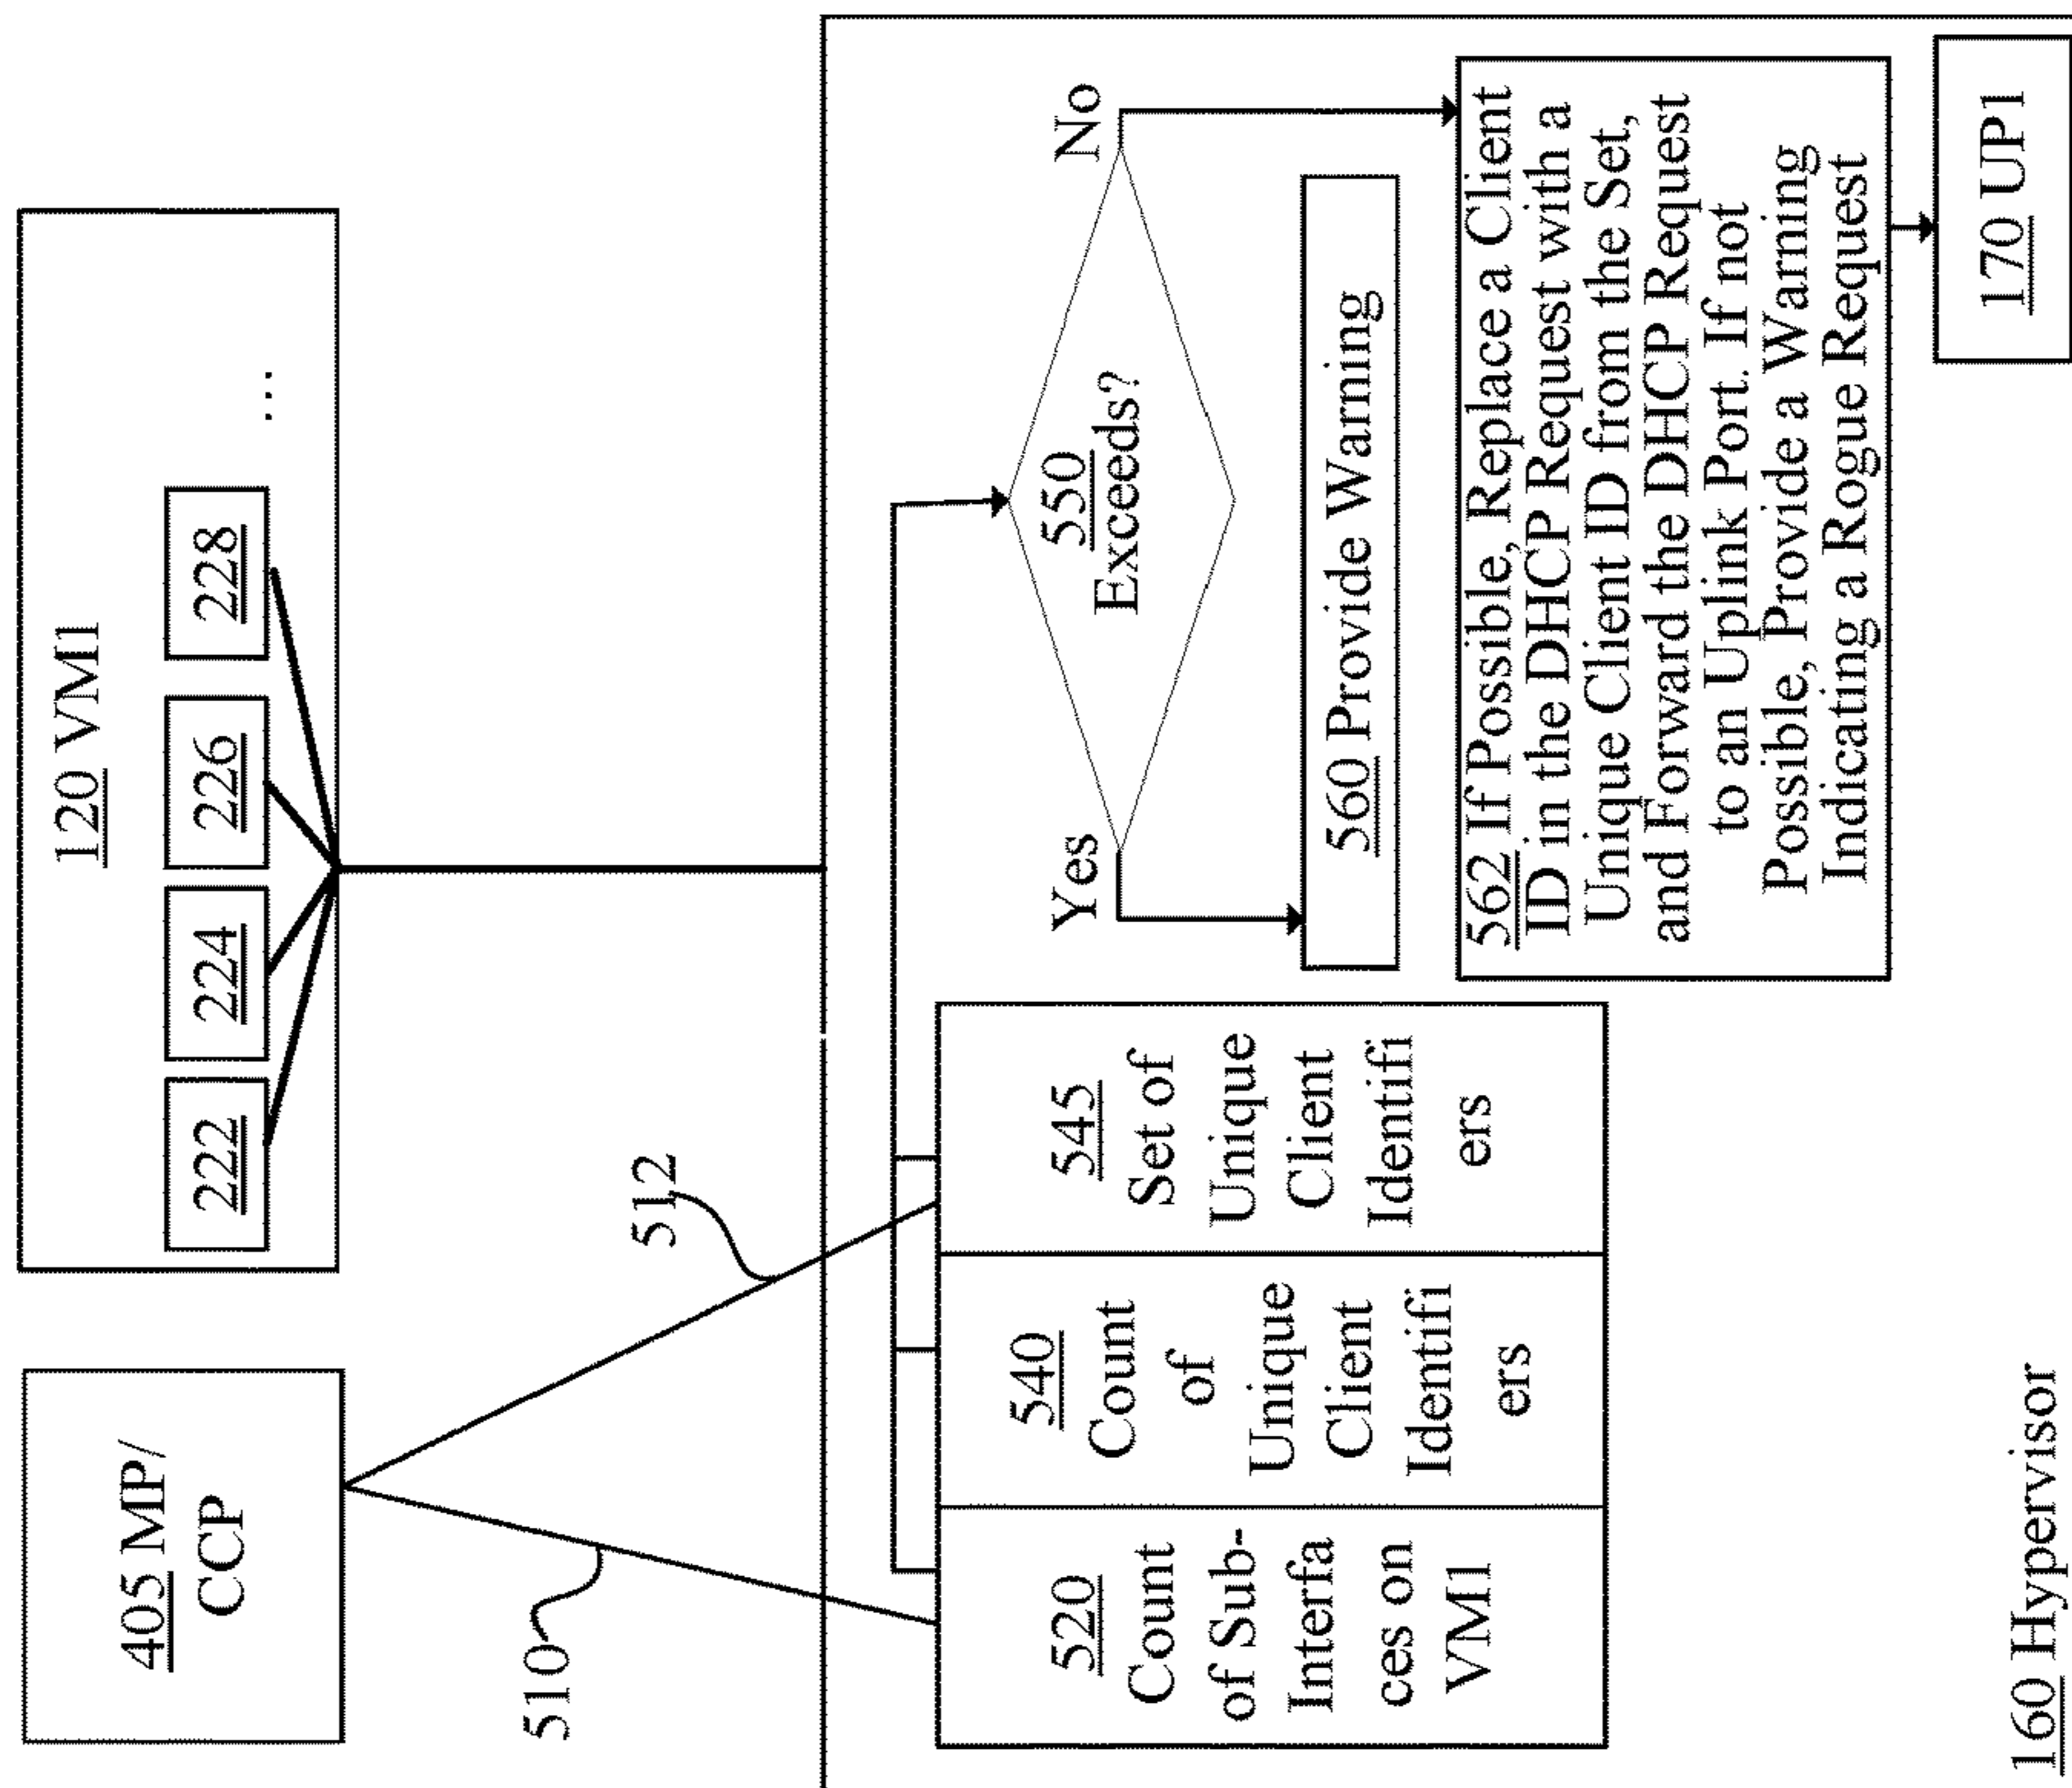 405 MP/
CCP
120 VM1
222
224
226
228
...
510
512
520
Count
of Sub-
Interfa
ces on
VM1
540
Count
of
Unique
Client
Identifi
ers
545
Set of
Unique
Client
Identifi
ers
550
Exceeds?
Yes
No
560 Provide Warning
562 If Possible, Replace a Client
ID in the DHCP Request with a
Unique Client ID from the Set,
and Forward the DHCP Request
to an Uplink Port. If not
Possible, Provide a Warning
Indicating a Rogue Request
170 UP1
160 Hypervisor